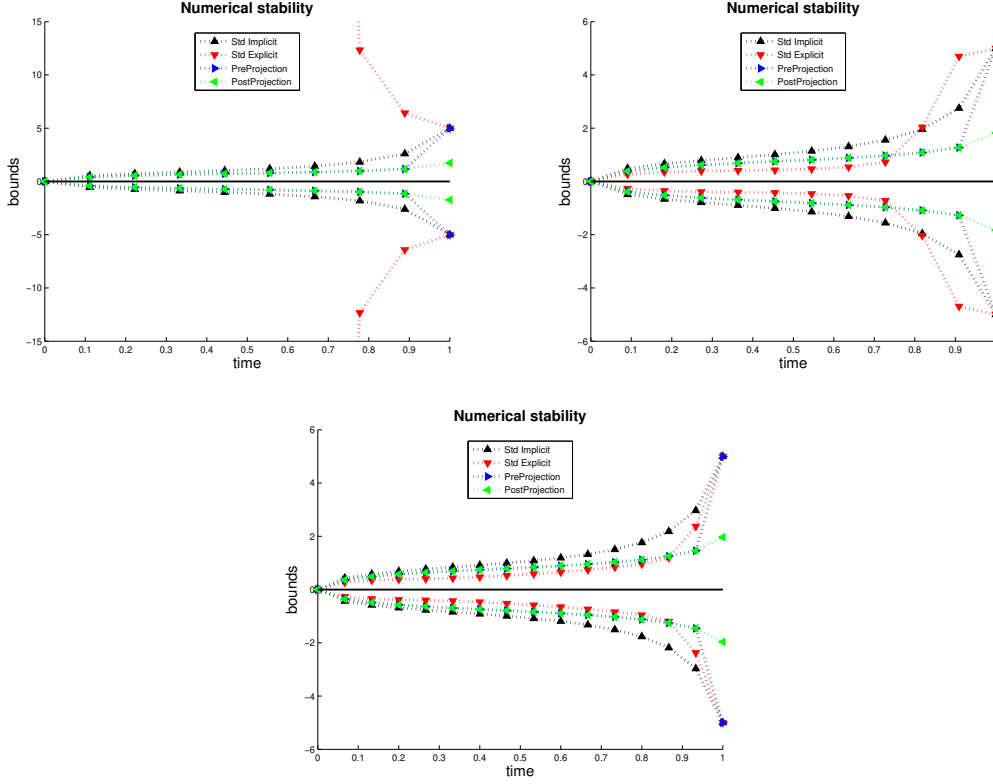 Numerical stability
15
10
5
0
−5
−10
−15
bounds
Std Implicit
Std Explicit
PreProjection
PostProjection
0 0.1 0.2 0.3 0.4 0.5 0.6 0.7 0.8 0.9 1
time
Numerical stability
6
4
2
0
−2
−4
−6
bounds
Std Implicit
Std Explicit
PreProjection
PostProjection
0 0.1 0.2 0.3 0.4 0.5 0.6 0.7 0.8 0.9
time
Numerical stability
6
4
2
0
−2
−4
−6
bounds
Std Implicit
Std Explicit
PreProjection
PostProjection
0 0.1 0.2 0.3 0.4 0.5 0.6 0.7 0.8 0.9 1
time